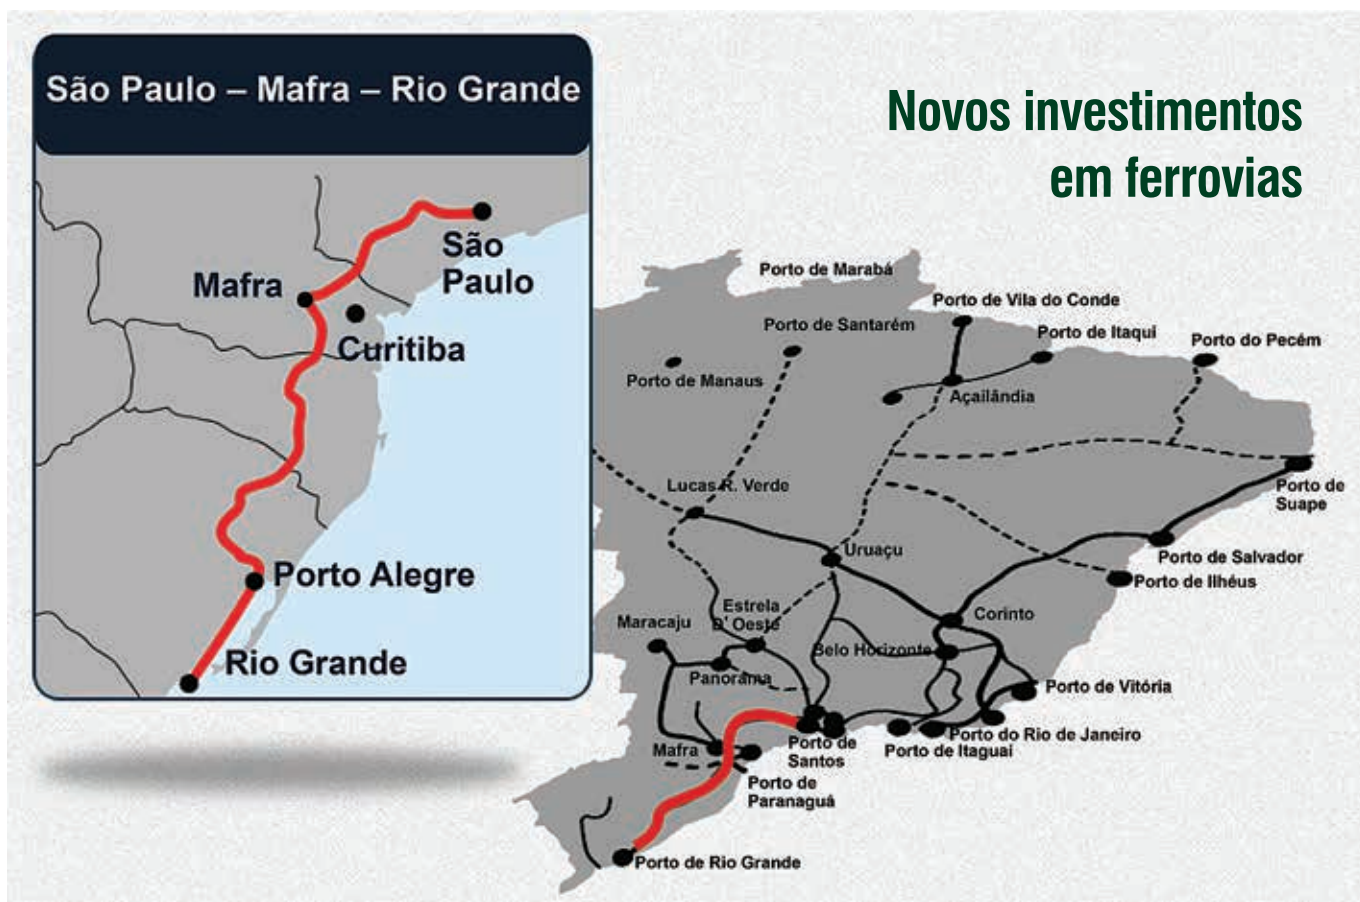 São Paulo – Mafra – Rio Grande
Novos investimentos
em ferrovias
São
Paulo
Mafra
Curitiba
Porto Alegre
Rio Grande
Porto de Marabá
Porto de Vila do Conde
Porto de Santarém
Porto de Itaqui
Porto do Pecém
Porto de Manaus
Açailândia
Lucas R. Verde
Porto de
Suape
Uruaçu
Porto de Salvador
Porto de Ilhéus
Estrela
D' Oeste
Maracaju
Corinto
Belo Horizonte
Panorama
Porto de Vitória
Porto do Rio de Janeiro
Mafra
Porto de
Santos
Porto de Itaguai
Porto de
Paranaguá
Porto de Rio Grande